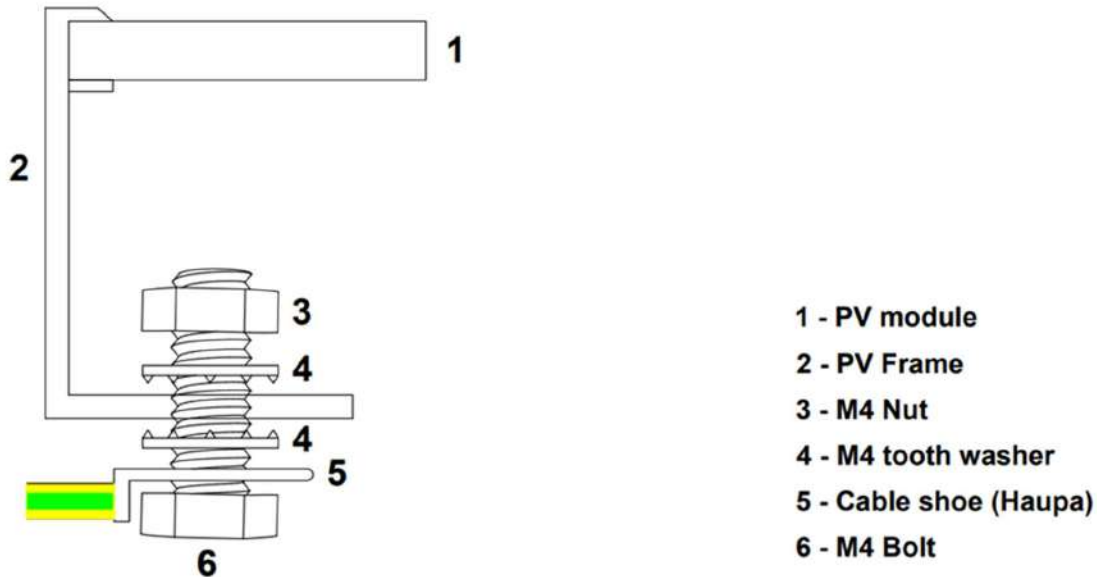 1
2
3
4
4
5
6
1 - PV module
2 - PV Frame
3 - M4 Nut
4 - M4 tooth washer
5 - Cable shoe (Haupa)
6 - M4 Bolt